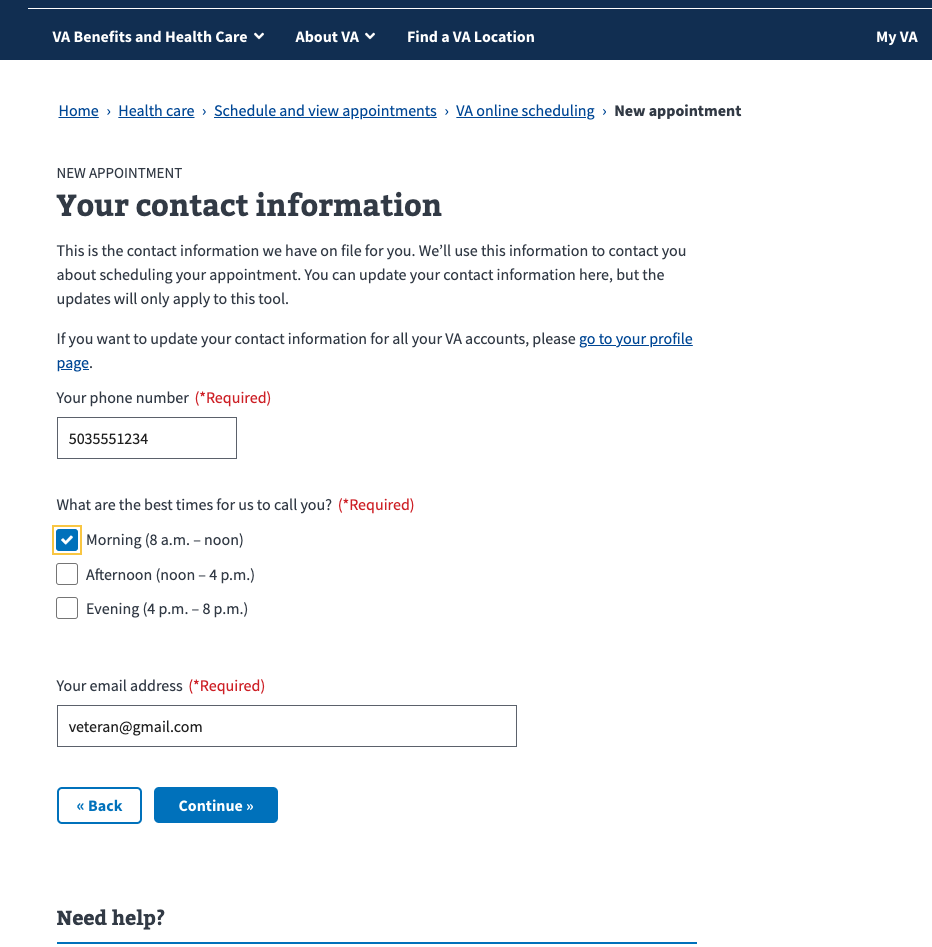 VA Benefits and Health Care About VA Find a VA Location My VA
Home › Health care › Schedule and view appointments › VA online scheduling › New appointment
NEW APPOINTMENT
Your contact information
This is the contact information we have on file for you. We’ll use this information to contact you
about scheduling your appointment. You can update your contact information here, but the
updates will only apply to this tool.
If you want to update your contact information for all your VA accounts, please go to your profile
page.
Your phone number (*Required)
5035551234
What are the best times for us to call you? (*Required)
Morning (8 a.m. – noon)
Afternoon (noon – 4 p.m.)
Evening (4 p.m. – 8 p.m.)
Your email address (*Required)
veteran@gmail.com
« Back Continue »
Need help?